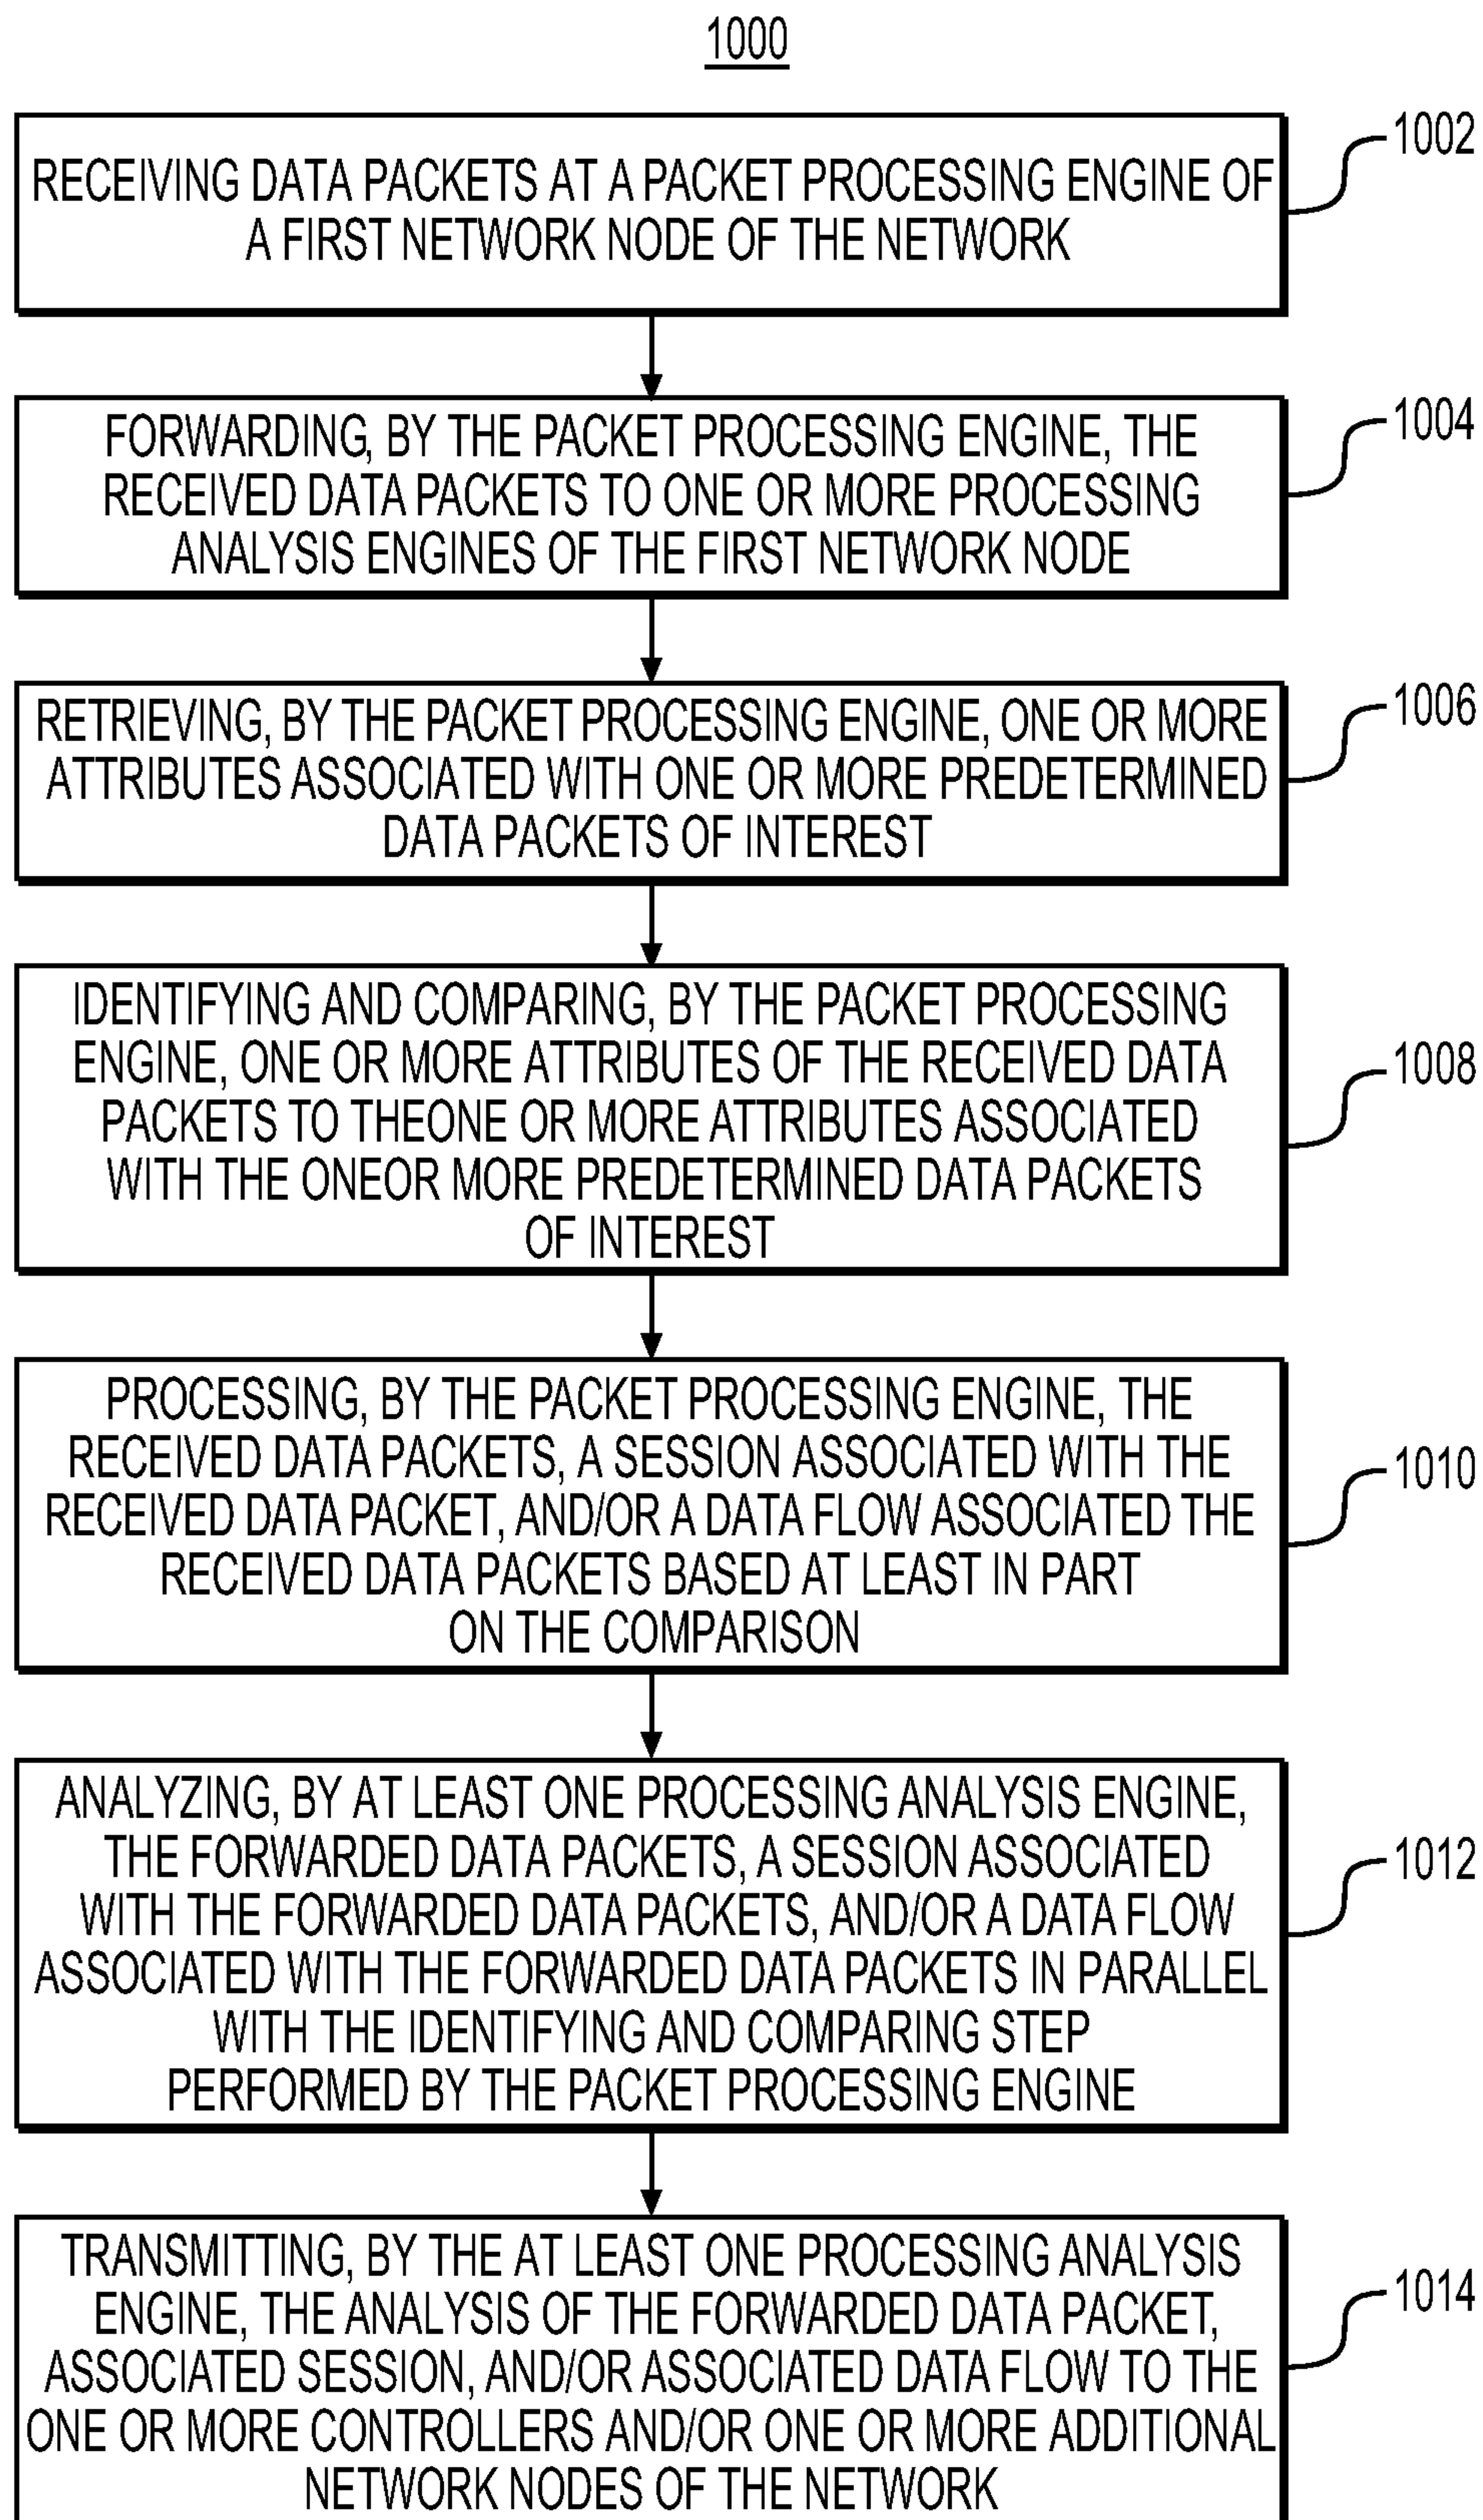 1000
RECEIVING DATA PACKETS AT A PACKET PROCESSING ENGINE OF
A FIRST NETWORK NODE OF THE NETWORK
1002
FORWARDING, BY THE PACKET PROCESSING ENGINE, THE
RECEIVED DATA PACKETS TO ONE OR MORE PROCESSING
ANALYSIS ENGINES OF THE FIRST NETWORK NODE
1004
RETRIEVING, BY THE PACKET PROCESSING ENGINE, ONE OR MORE
ATTRIBUTES ASSOCIATED WITH ONE OR MORE PREDETERMINED
DATA PACKETS OF INTEREST
1006
IDENTIFYING AND COMPARING, BY THE PACKET PROCESSING
ENGINE, ONE OR MORE ATTRIBUTES OF THE RECEIVED DATA
PACKETS TO THEONE OR MORE ATTRIBUTES ASSOCIATED
WITH THE ONEOR MORE PREDETERMINED DATA PACKETS
OF INTEREST
1008
PROCESSING, BY THE PACKET PROCESSING ENGINE, THE
RECEIVED DATA PACKETS, A SESSION ASSOCIATED WITH THE
RECEIVED DATA PACKET, AND/OR A DATA FLOW ASSOCIATED THE
RECEIVED DATA PACKETS BASED AT LEAST IN PART
ON THE COMPARISON
1010
ANALYZING, BY AT LEAST ONE PROCESSING ANALYSIS ENGINE,
THE FORWARDED DATA PACKETS, A SESSION ASSOCIATED
WITH THE FORWARDED DATA PACKETS, AND/OR A DATA FLOW
ASSOCIATED WITH THE FORWARDED DATA PACKETS IN PARALLEL
WITH THE IDENTIFYING AND COMPARING STEP
PERFORMED BY THE PACKET PROCESSING ENGINE
1012
TRANSMITTING, BY THE AT LEAST ONE PROCESSING ANALYSIS
ENGINE, THE ANALYSIS OF THE FORWARDED DATA PACKET,
ASSOCIATED SESSION, AND/OR ASSOCIATED DATA FLOW TO THE
ONE OR MORE CONTROLLERS AND/OR ONE OR MORE ADDITIONAL
NETWORK NODES OF THE NETWORK
1014